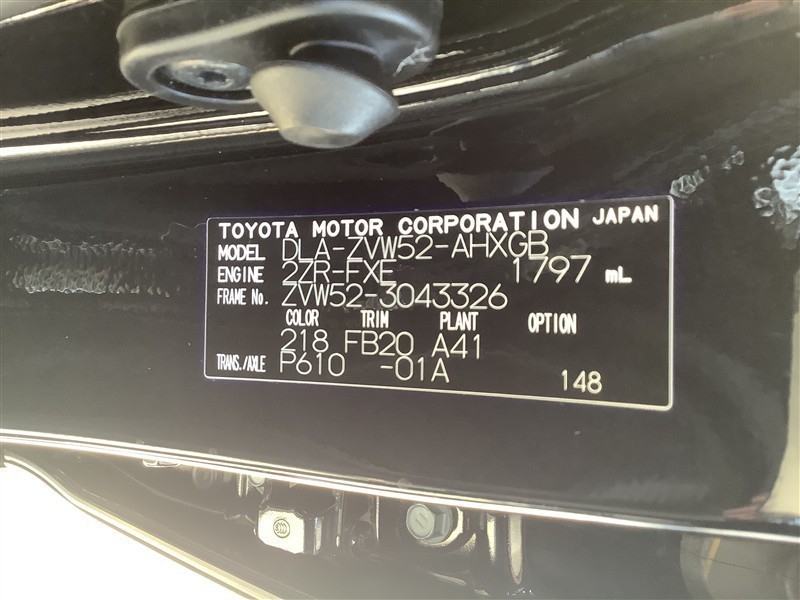 TOYOTA MOTOR CORPORATION JAPAN
MODEL DLA-ZVW52-AHXGB
ENGINE 2ZR-FXE 1797 mL
FRAME No. ZVW52-3043326
COLOR TRIM PLANT OPTION
218 FB20 A41
TRANS./AXLE P610 -01A
148